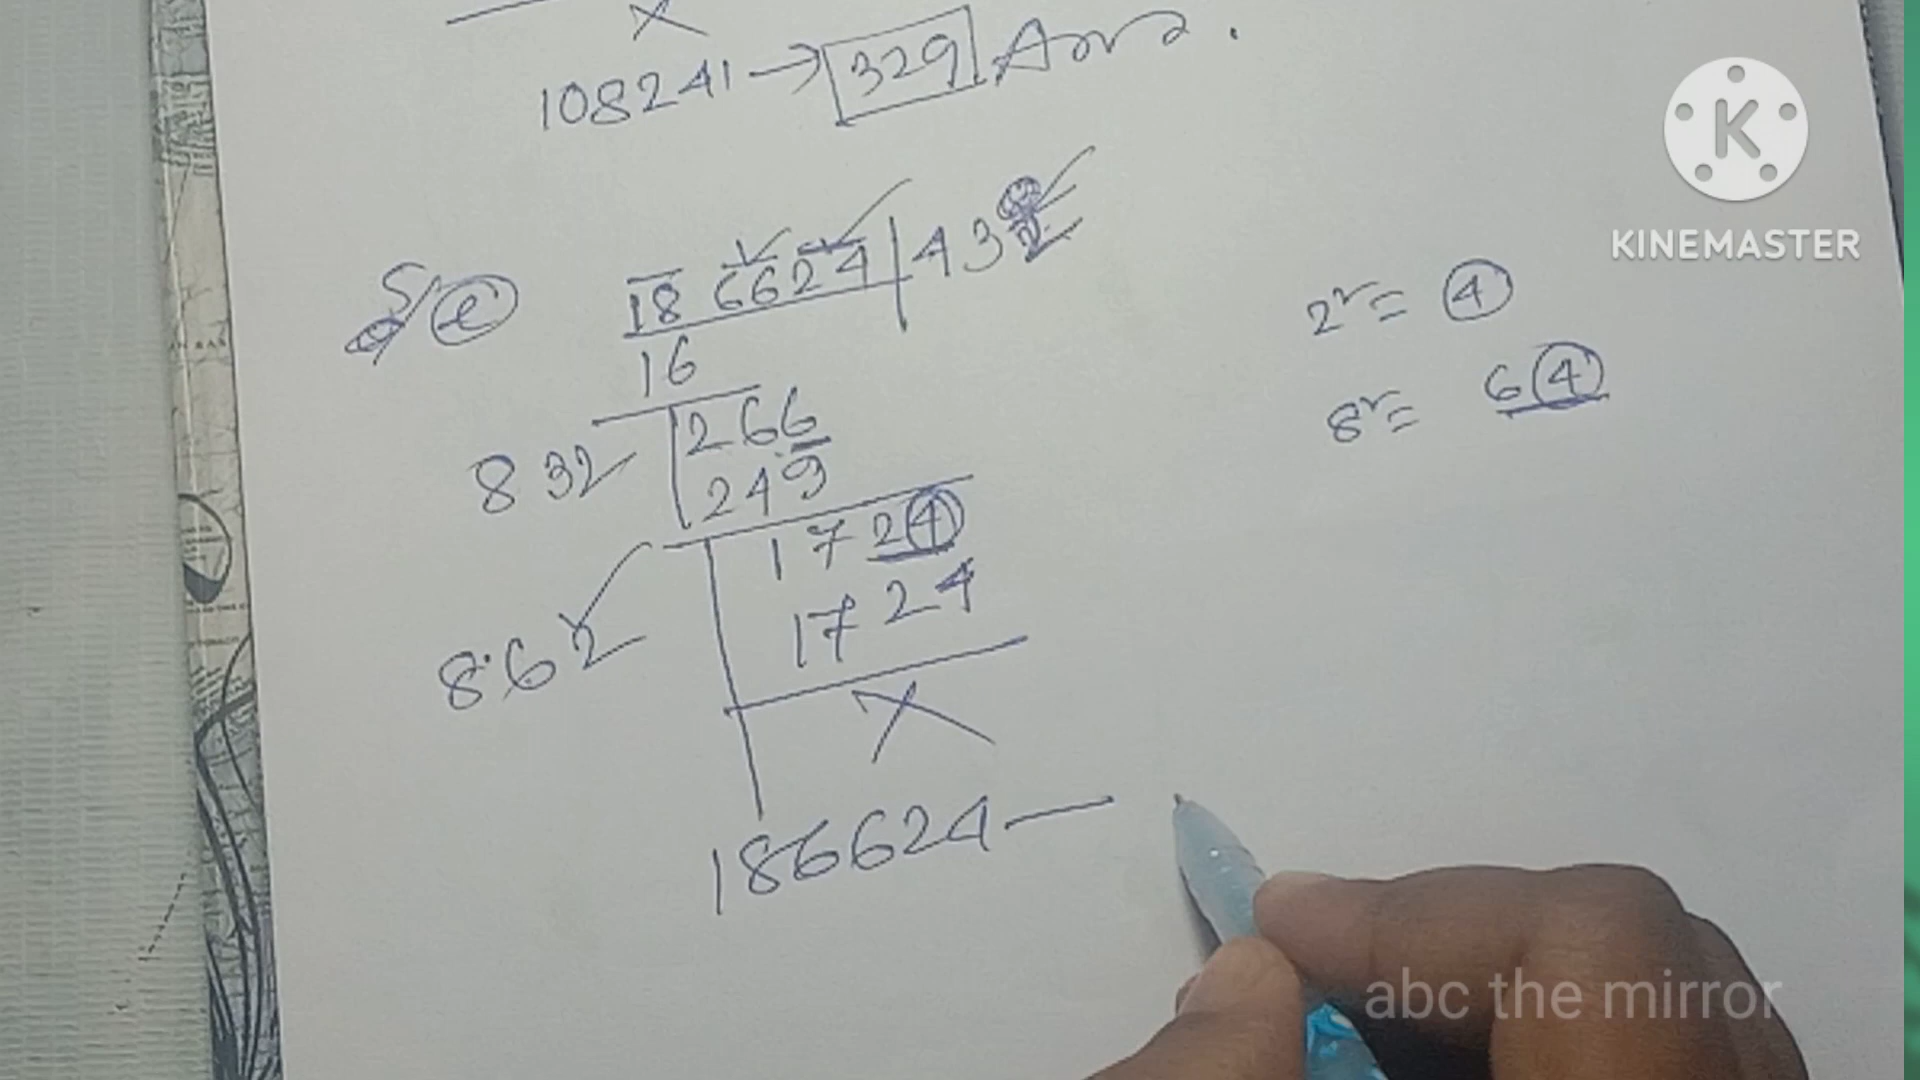 108241 → 329 Ans.
5/ (e) 18 66 24 | 432
2² = 4
16
8² = 64
832 266
249
1724
862 1724
×
186624 —
K
KINEMASTER
abc the mirror